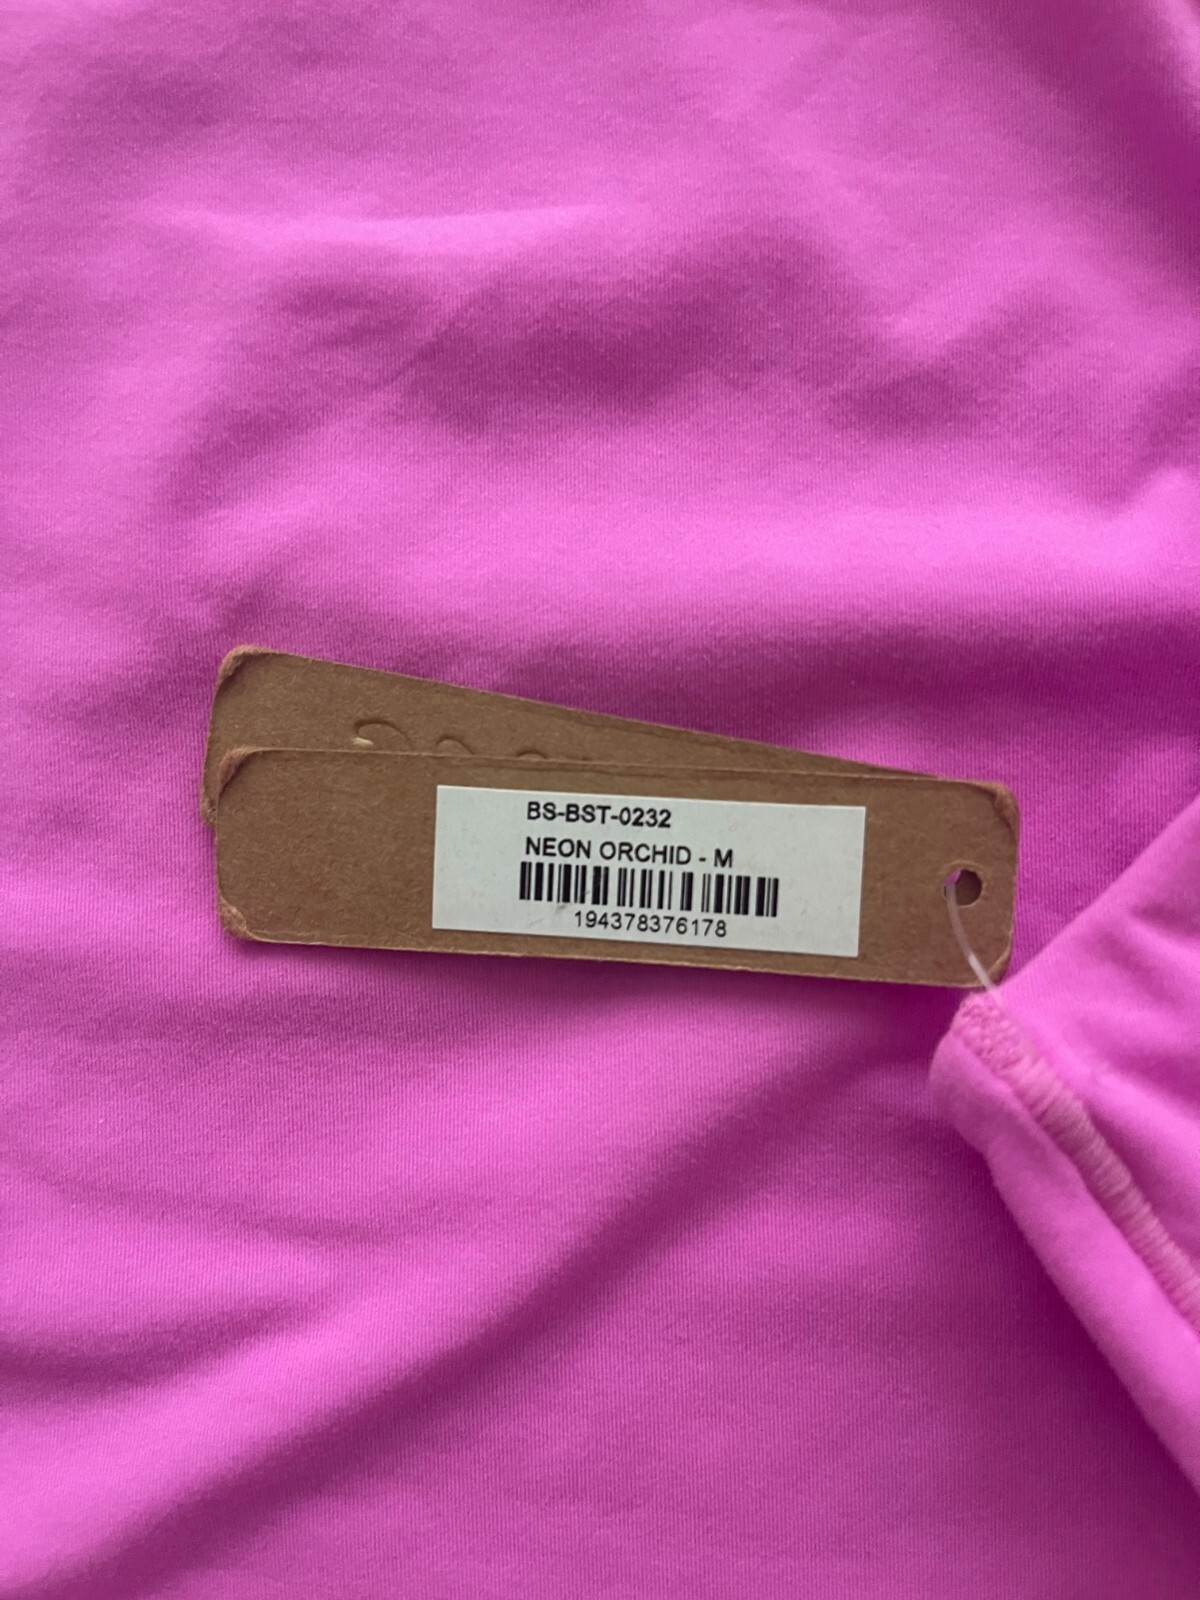 BS-BST-0232
NEON ORCHID - M
194378376178